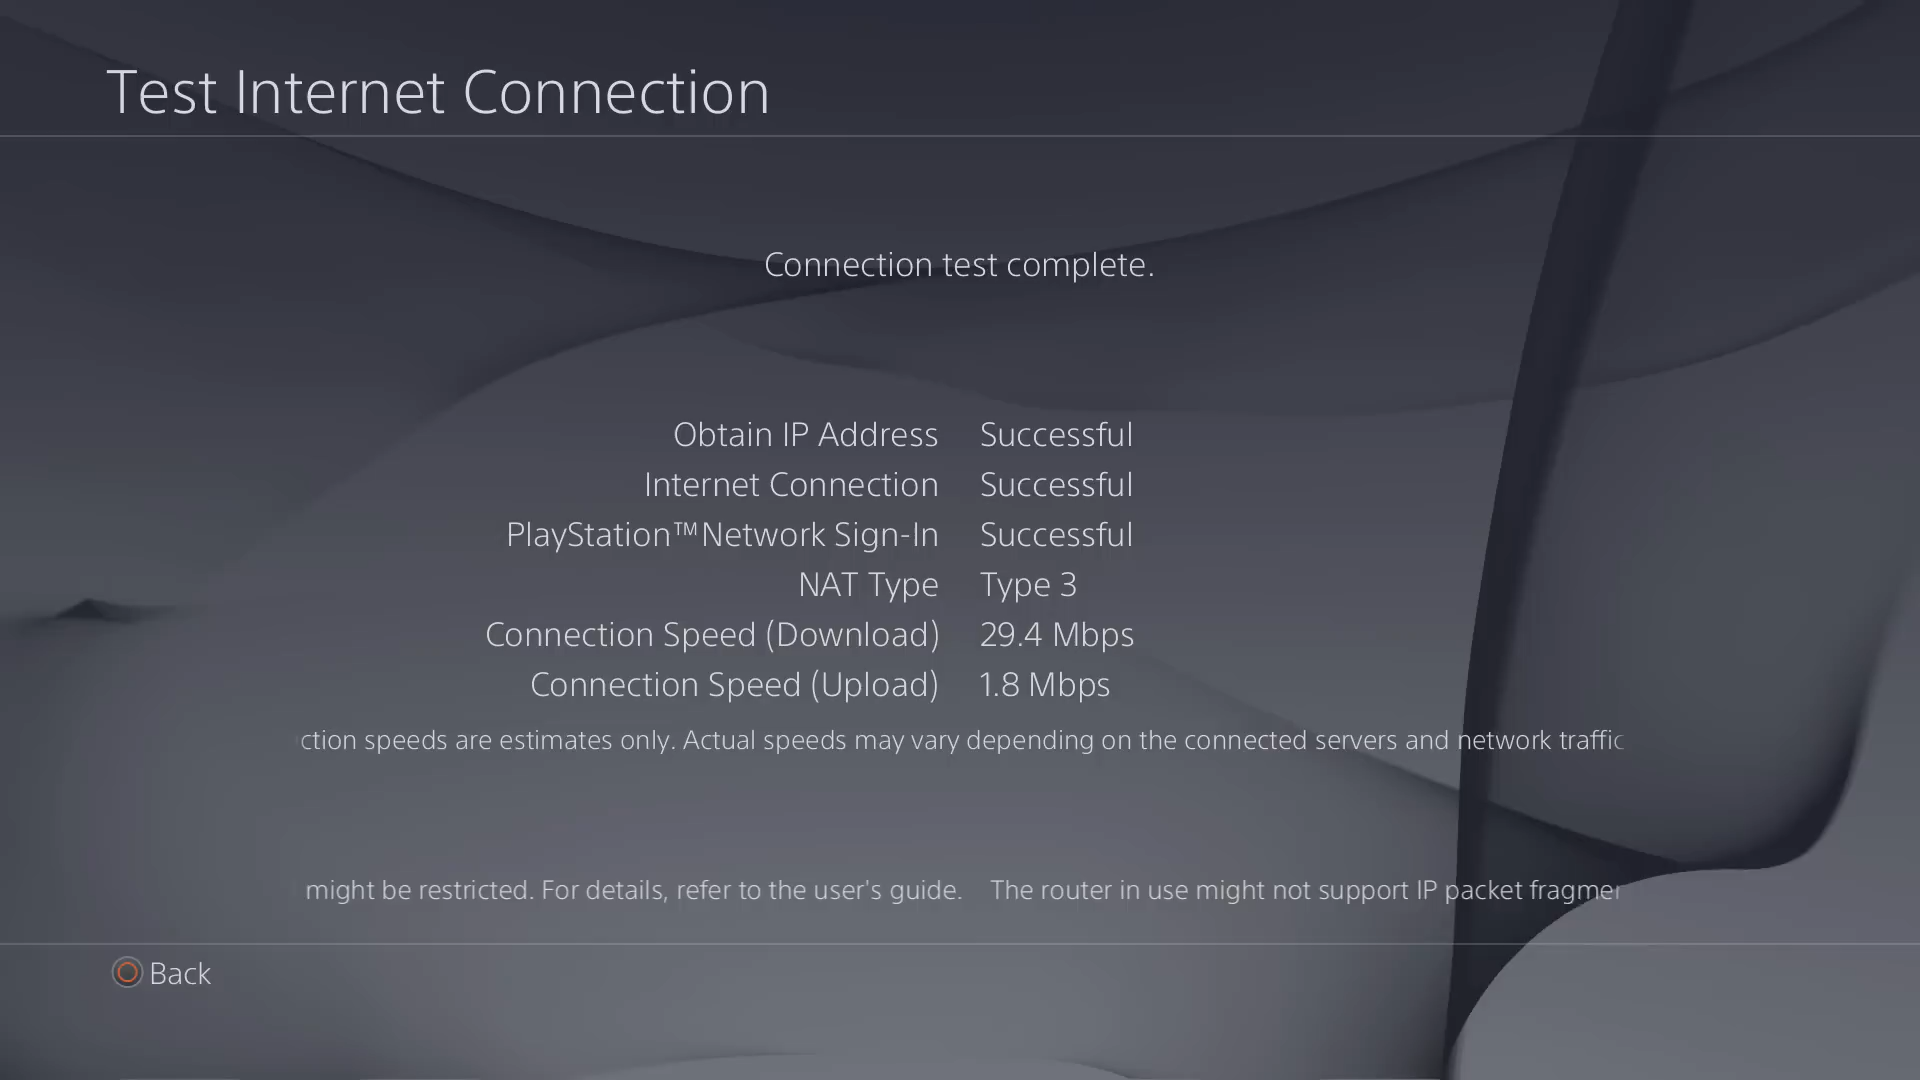 Test Internet Connection
Connection test complete.
Obtain IP Address Successful
Internet Connection Successful
PlayStation™Network Sign-In Successful
NAT Type Type 3
Connection Speed (Download) 29.4 Mbps
Connection Speed (Upload) 1.8 Mbps
ction speeds are estimates only. Actual speeds may vary depending on the connected servers and network traffic
might be restricted. For details, refer to the user's guide. The router in use might not support IP packet fragmen
Back